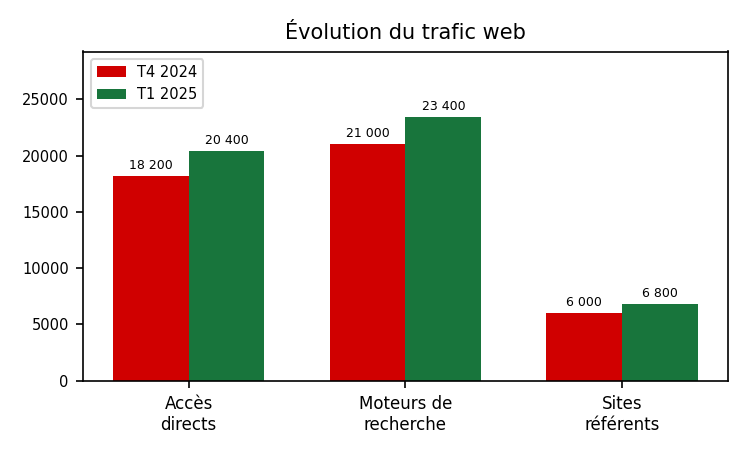 Évolution du trafic web
T4 2024
T1 2025
25000
20000
15000
10000
5000
0
18 200
20 400
21 000
23 400
6 000
6 800
Accès
directs
Moteurs de
recherche
Sites
référents